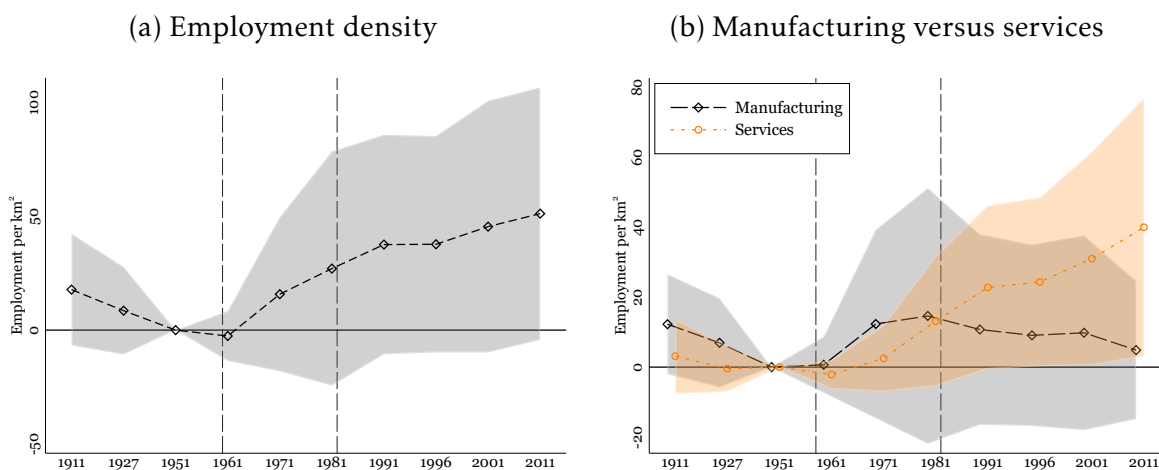 (a) Employment density
Employment per km²
100
50
0
-50
1911 1927 1951 1961 1971 1981 1991 1996 2001 2011
(b) Manufacturing versus services
Manufacturing
Services
Employment per km²
80
60
40
20
0
-20
1911 1927 1951 1961 1971 1981 1991 1996 2001 2011